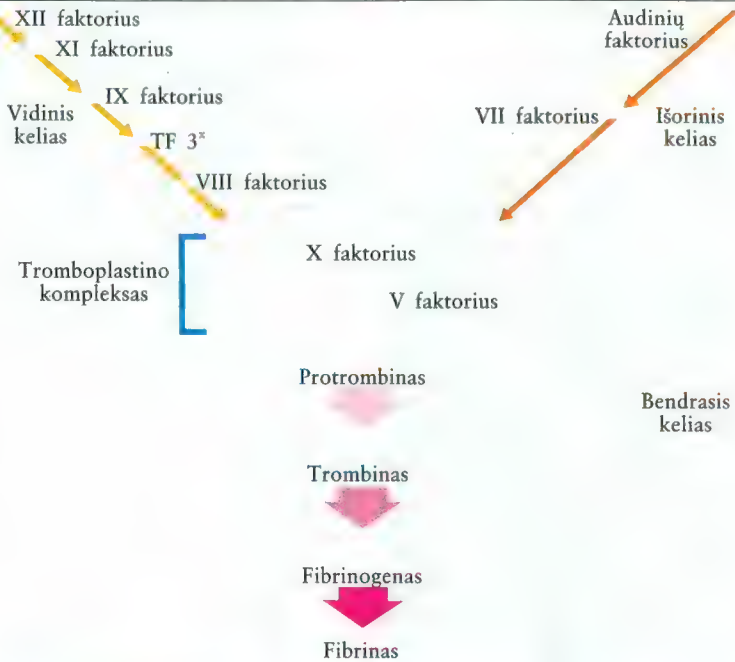 XII faktorius
XI faktorius
IX faktorius
Vidinis
kelias
TF 3ˣ
VIII faktorius
Audinių
faktorius
VII faktorius
Išorinis
kelias
Tromboplastino
kompleksas
X faktorius
V faktorius
Protrombinas
Bendrasis
kelias
Trombinas
Fibrinogenas
Fibrinas